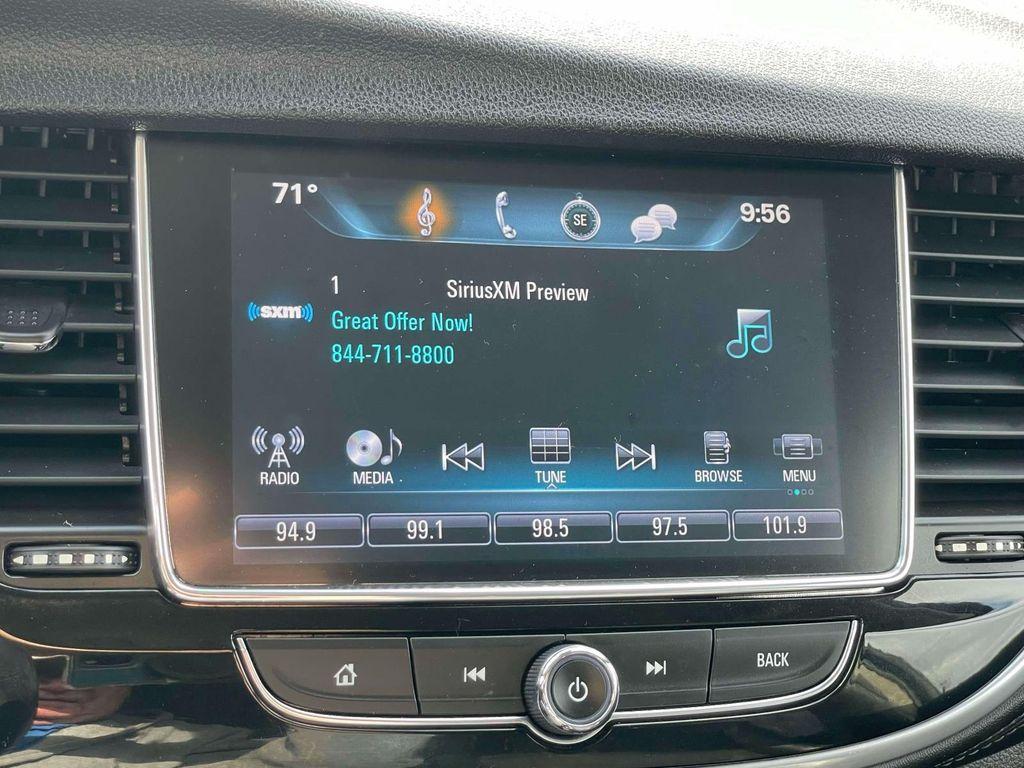 71°
SE
9:56
1
SiriusXM Preview
((sxm))
Great Offer Now!
844-711-8800
RADIO
MEDIA
TUNE
BROWSE
MENU
94.9
99.1
98.5
97.5
101.9
BACK